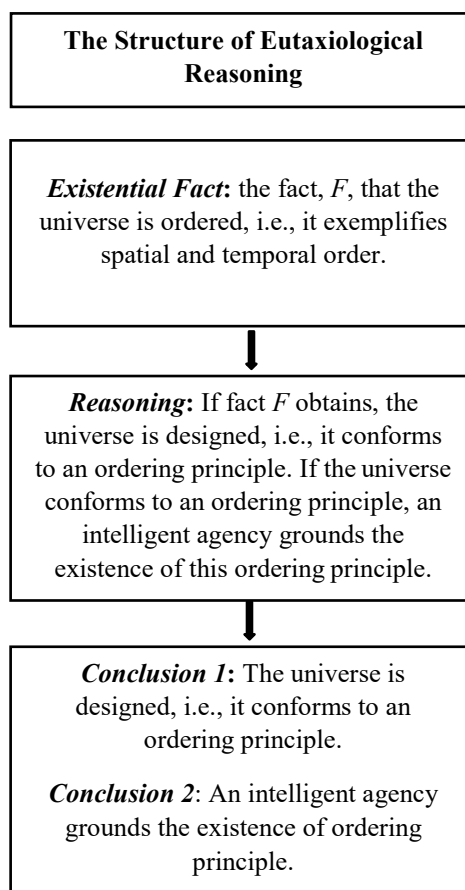 The Structure of Eutaxiological
Reasoning
Existential Fact: the fact, F, that the
universe is ordered, i.e., it exemplifies
spatial and temporal order.
Reasoning: If fact F obtains, the
universe is designed, i.e., it conforms
to an ordering principle. If the universe
conforms to an ordering principle, an
intelligent agency grounds the
existence of this ordering principle.
Conclusion 1: The universe is
designed, i.e., it conforms to an
ordering principle.
Conclusion 2: An intelligent agency
grounds the existence of ordering
principle.